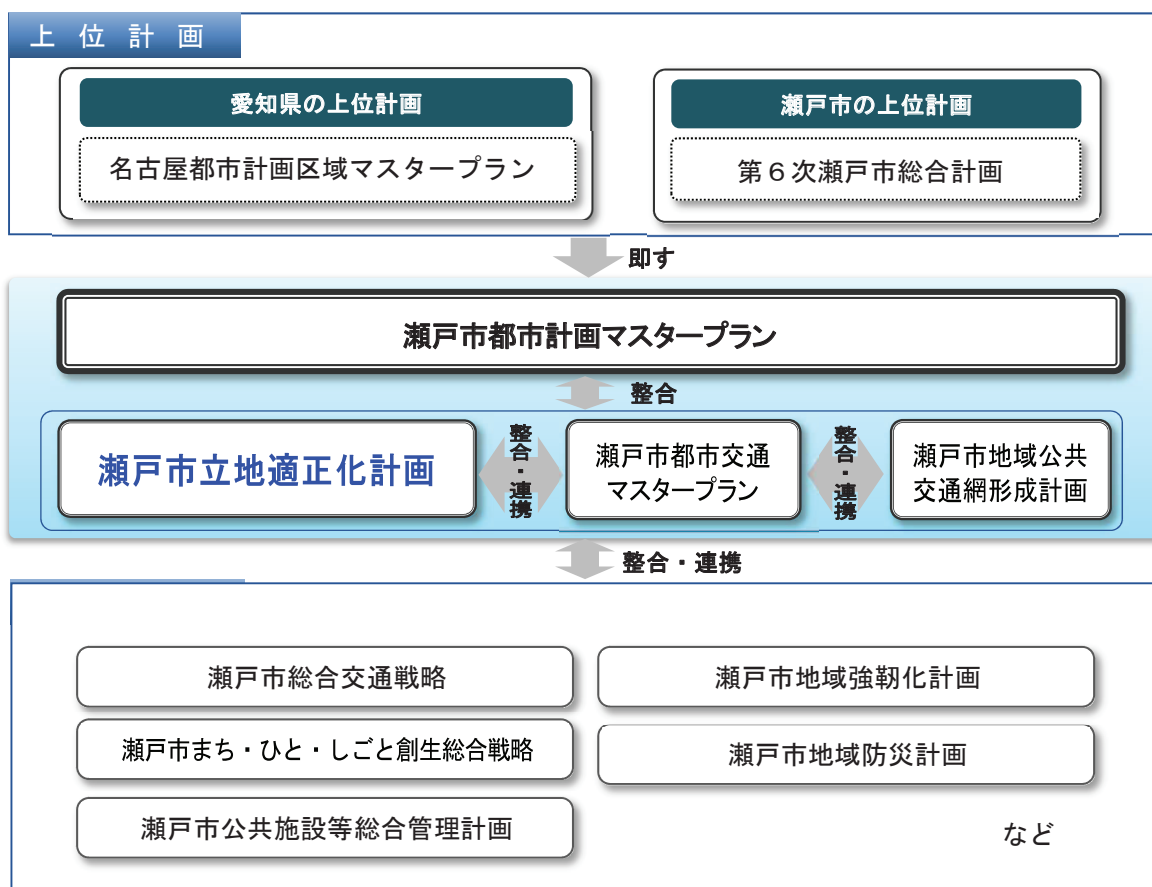 上位計画
愛知県の上位計画
名古屋都市計画区域マスタープラン
瀬戸市の上位計画
第６次瀬戸市総合計画
即す
瀬戸市都市計画マスタープラン
整合
瀬戸市立地適正化計画
整合・連携
瀬戸市都市交通
マスタープラン
整合・連携
瀬戸市地域公共
交通網形成計画
整合・連携
瀬戸市総合交通戦略
瀬戸市地域強靭化計画
瀬戸市まち・ひと・しごと創生総合戦略
瀬戸市地域防災計画
瀬戸市公共施設等総合管理計画
など